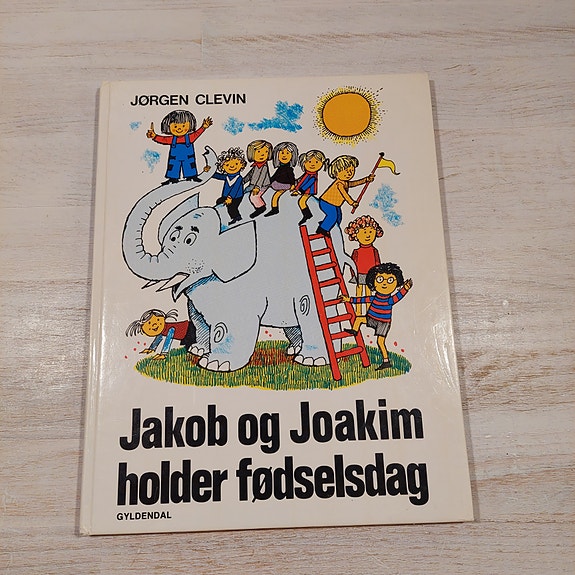 JØRGEN CLEVIN
Jakob og Joakim
holder fødselsdag
GYLDENDAL